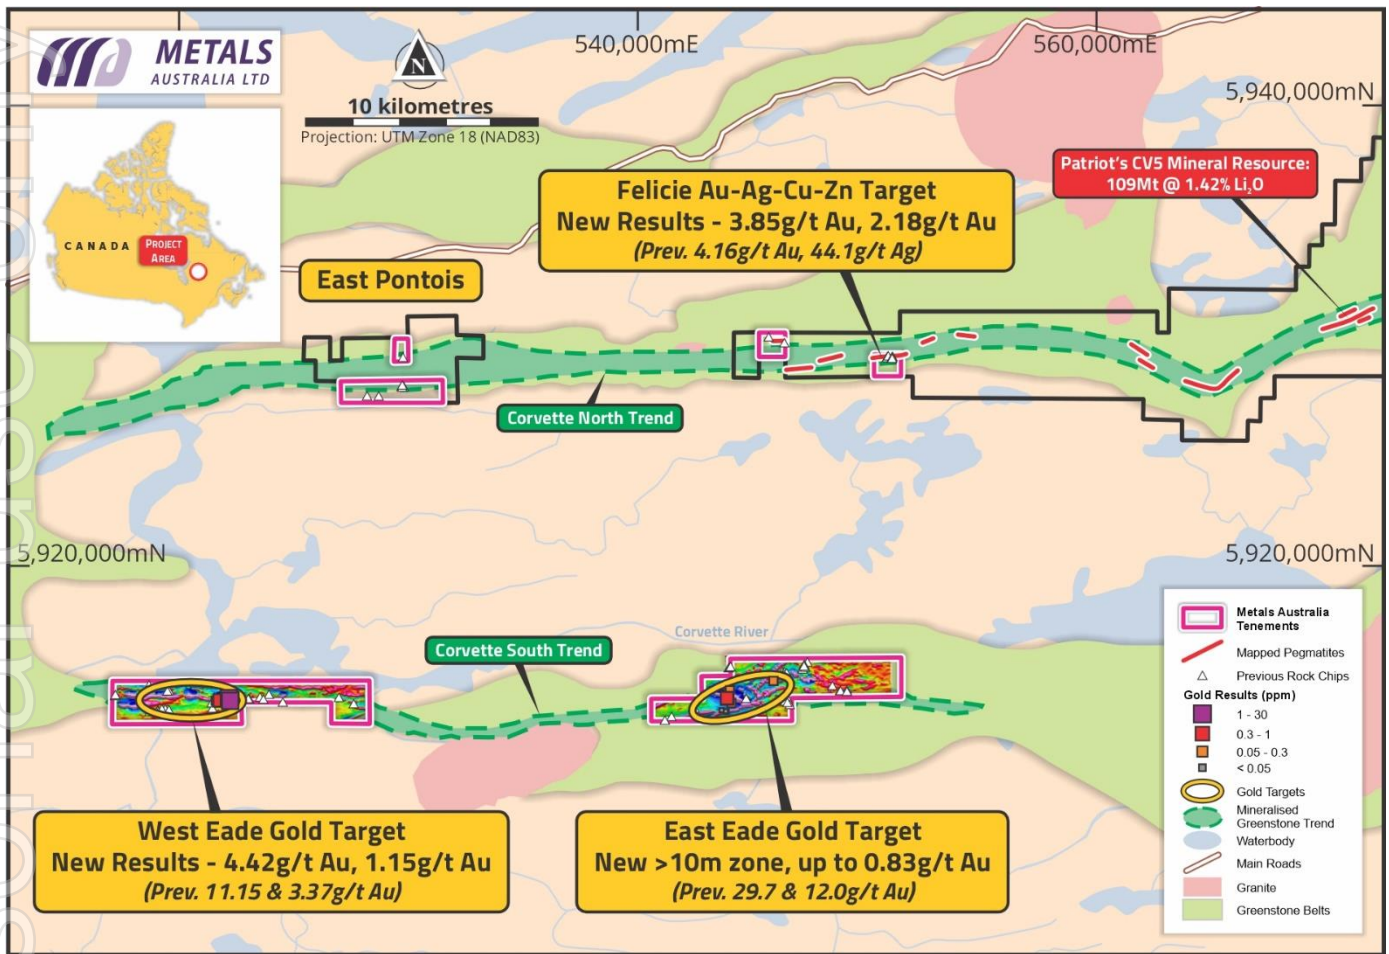 METALS
AUSTRALIA LTD
N
10 kilometres
Projection: UTM Zone 18 (NAD83)
540,000mE
560,000mE
5,940,000mN
CANADA
PROJECT
AREA
Patriot's CV5 Mineral Resource:
109Mt @ 1.42% Li₂O
Felicie Au-Ag-Cu-Zn Target
New Results - 3.85g/t Au, 2.18g/t Au
(Prev. 4.16g/t Au, 44.1g/t Ag)
East Pontois
Corvette North Trend
5,920,000mN
5,920,000mN
Corvette River
Corvette South Trend
West Eade Gold Target
New Results - 4.42g/t Au, 1.15g/t Au
(Prev. 11.15 & 3.37g/t Au)
East Eade Gold Target
New >10m zone, up to 0.83g/t Au
(Prev. 29.7 & 12.0g/t Au)
Metals Australia
Tenements
Mapped Pegmatites
Previous Rock Chips
Gold Results (ppm)
1 - 30
0.3 - 1
0.05 - 0.3
< 0.05
Gold Targets
Mineralised
Greenstone Trend
Waterbody
Main Roads
Granite
Greenstone Belts